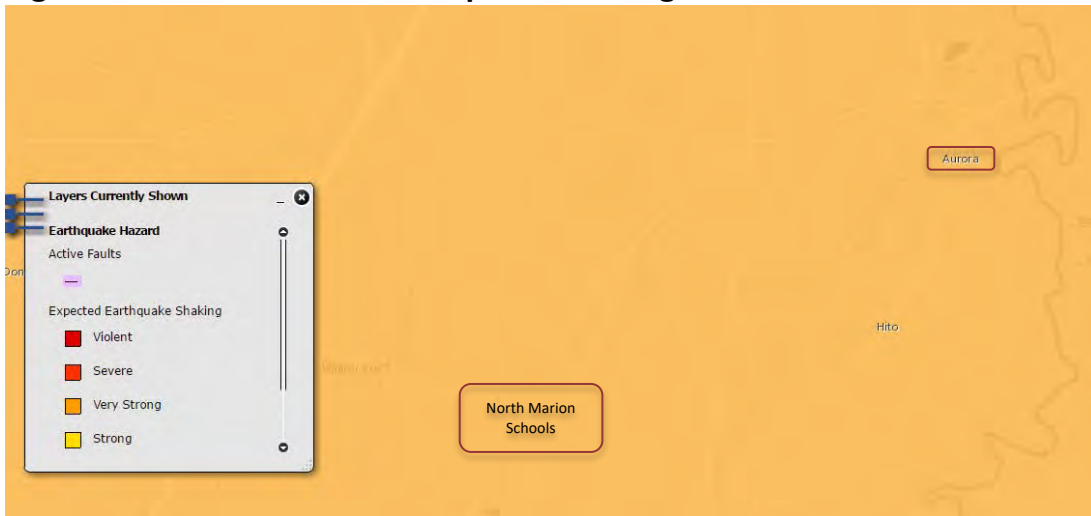 Aurora
Layers Currently Shown
Earthquake Hazard
Active Faults
Don
Expected Earthquake Shaking
Violent
Severe
Very Strong
Strong
Hito
North Marion
Schools